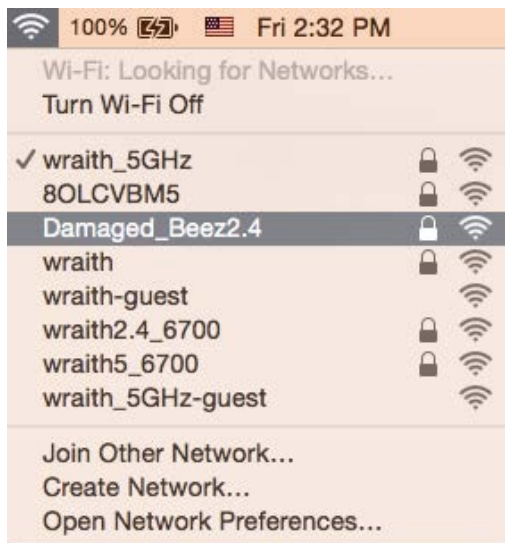 100% Fri 2:32 PM
Wi-Fi: Looking for Networks...
Turn Wi-Fi Off
wraith_5GHz
8OLCVBM5
Damaged_Beez2.4
wraith
wraith-guest
wraith2.4_6700
wraith5_6700
wraith_5GHz-guest
Join Other Network...
Create Network...
Open Network Preferences...